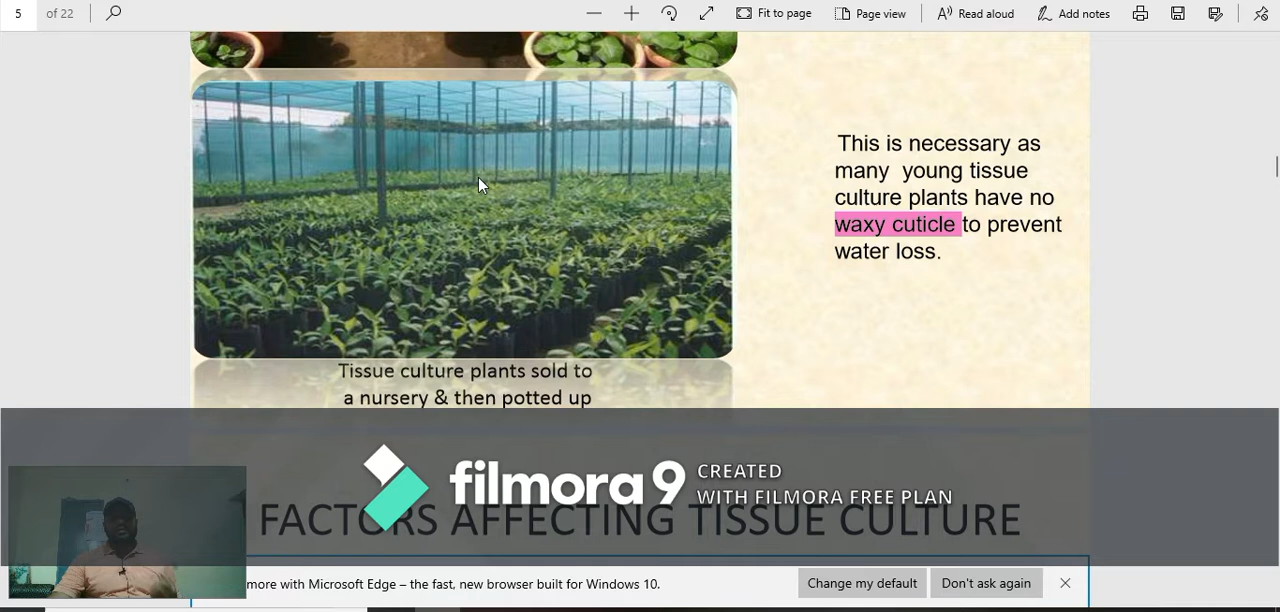 5 of 22 Fit to page Page view Read aloud Add notes
This is necessary as
many young tissue
culture plants have no
waxy cuticle to prevent
water loss.
Tissue culture plants sold to
a nursery & then potted up
filmora 9 CREATED
WITH FILMORA FREE PLAN
FACTORS AFFECTING TISSUE CULTURE
more with Microsoft Edge – the fast, new browser built for Windows 10. Change my default Don't ask again